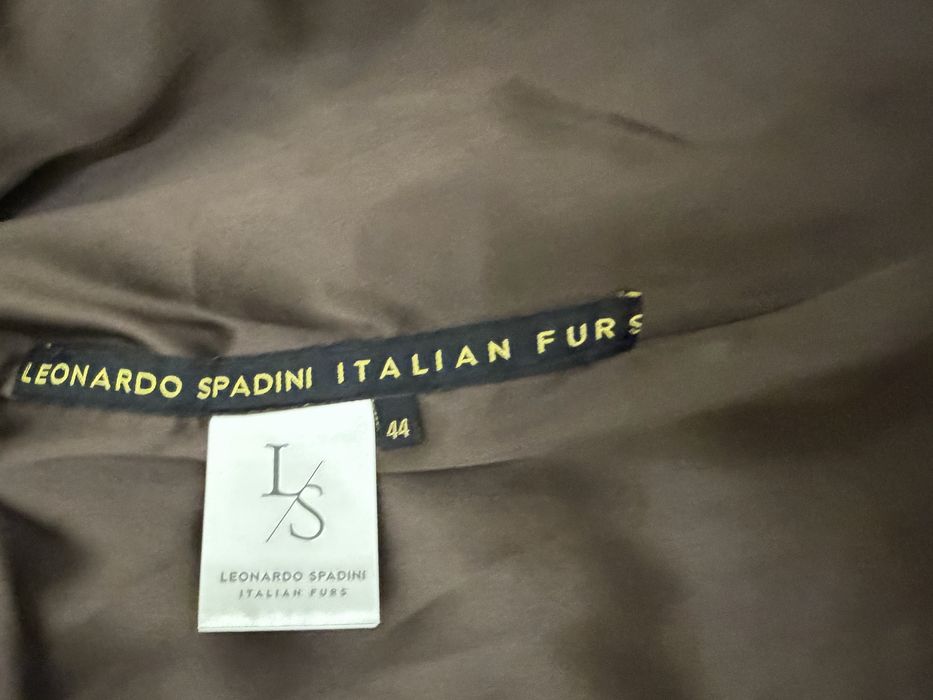 LEONARDO SPADINI ITALIAN FURS
44
L/S
LEONARDO SPADINI
ITALIAN FURS